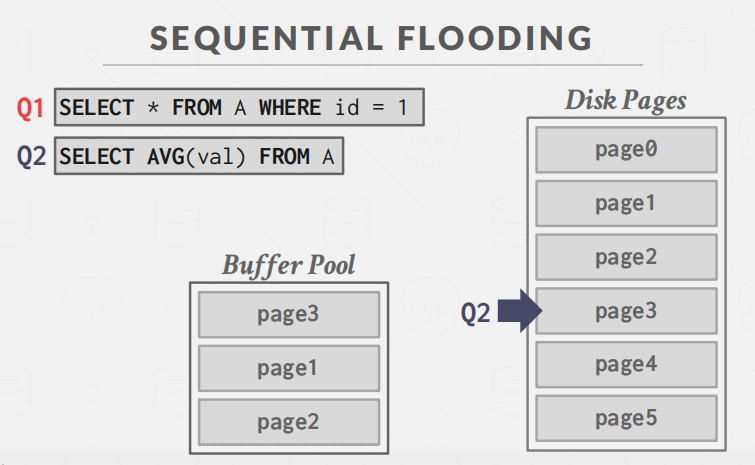 SEQUENTIAL FLOODING
Q1 SELECT * FROM A WHERE id = 1
Q2 SELECT AVG(val) FROM A
Disk Pages
page0
page1
page2
page3
page4
page5
Q2
Buffer Pool
page3
page1
page2